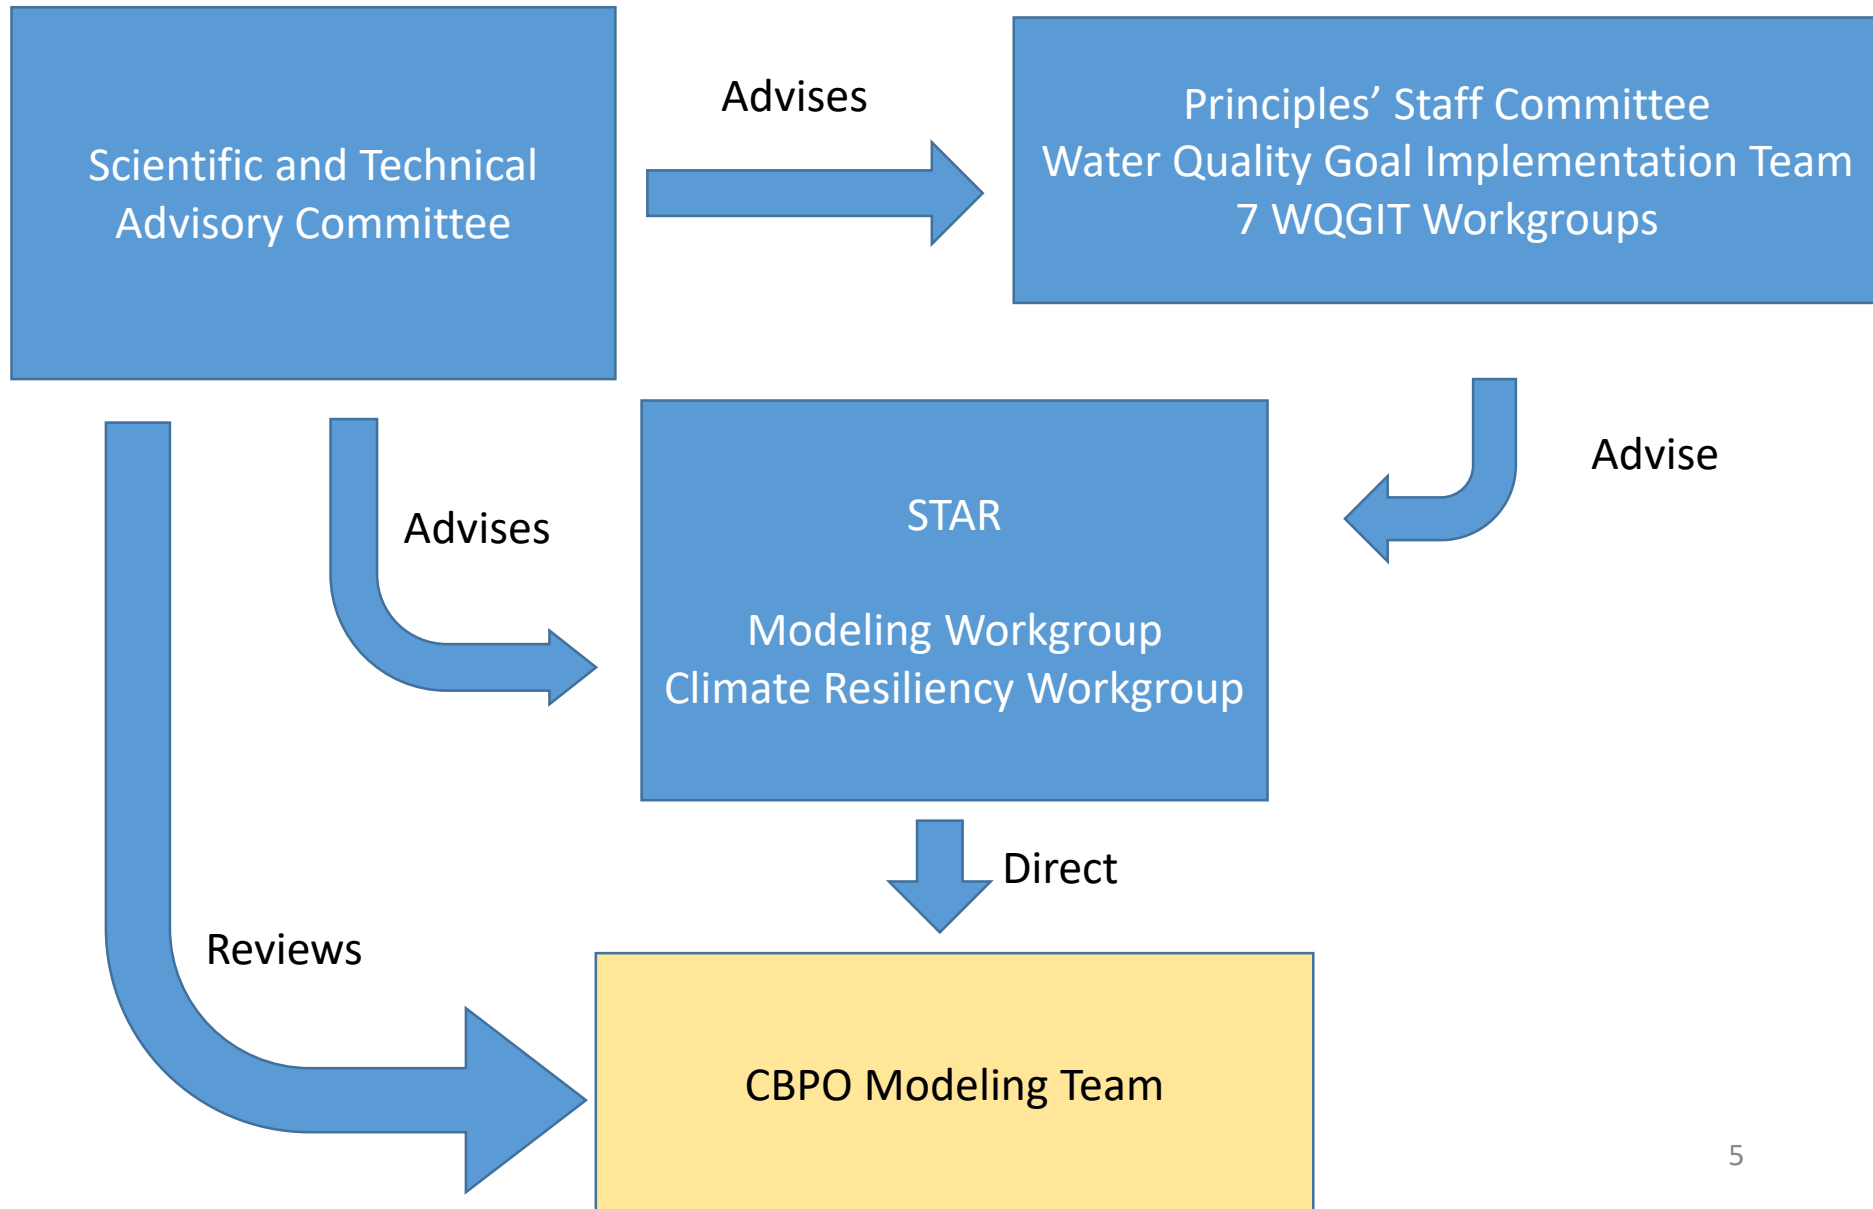 Scientific and Technical
Advisory Committee
Advises
Principles’ Staff Committee
Water Quality Goal Implementation Team
7 WQGIT Workgroups
Advises
STAR
Modeling Workgroup
Climate Resiliency Workgroup
Advise
Direct
Reviews
CBPO Modeling Team
5